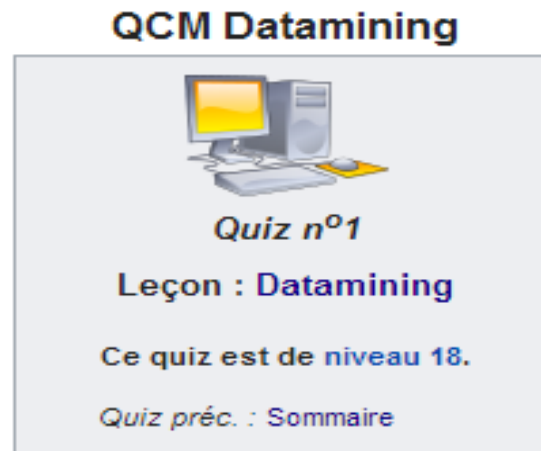 QCM Datamining
Quiz nº1
Leçon : Datamining
Ce quiz est de niveau 18.
Quiz préc. : Sommaire